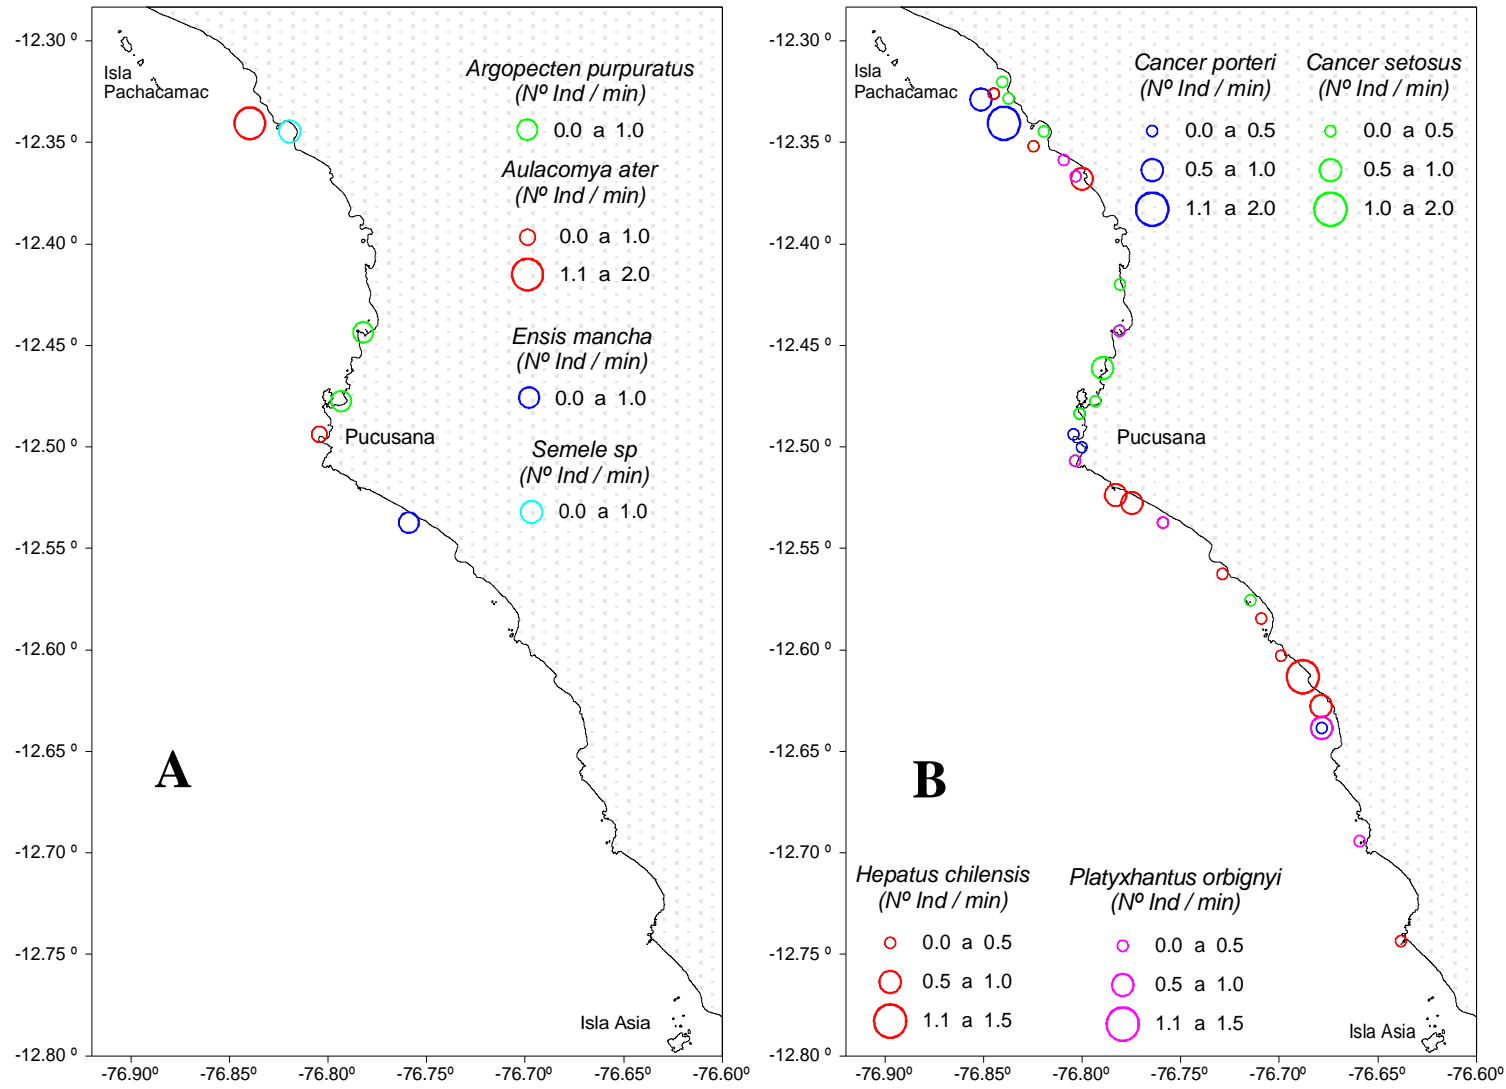 -12.30 º
-12.35 º
-12.40 º
-12.45 º
-12.50 º
-12.55 º
-12.60 º
-12.65 º
-12.70 º
-12.75 º
-12.80 º
Isla
Pachacamac
Argopecten purpuratus
(Nº Ind / min)
0.0 a 1.0
Aulacomya ater
(Nº Ind / min)
0.0 a 1.0
1.1 a 2.0
Ensis mancha
(Nº Ind / min)
0.0 a 1.0
Pucusana
Semele sp
(Nº Ind / min)
0.0 a 1.0
A
Isla Asia
-76.90º -76.85º -76.80º -76.75º -76.70º -76.65º -76.60º
-12.30 º
-12.35 º
-12.40 º
-12.45 º
-12.50 º
-12.55 º
-12.60 º
-12.65 º
-12.70 º
-12.75 º
-12.80 º
Isla
Pachacamac
Cancer porteri
(Nº Ind / min)
0.0 a 0.5
0.5 a 1.0
1.1 a 2.0
Cancer setosus
(Nº Ind / min)
0.0 a 0.5
0.5 a 1.0
1.0 a 2.0
Pucusana
B
Hepatus chilensis
(Nº Ind / min)
0.0 a 0.5
0.5 a 1.0
1.1 a 1.5
Platyxhantus orbignyi
(Nº Ind / min)
0.0 a 0.5
0.5 a 1.0
1.1 a 1.5
Isla Asia
-76.90º -76.85º -76.80º -76.75º -76.70º -76.65º -76.60º